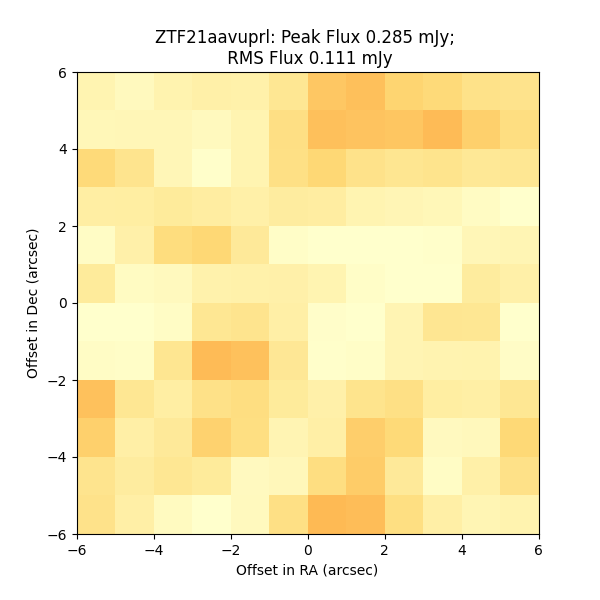 ZTF21aavuprl: Peak Flux 0.285 mJy;
RMS Flux 0.111 mJy
6
4
2
0
−2
−4
−6
Offset in Dec (arcsec)
−6 −4 −2 0 2 4 6
Offset in RA (arcsec)